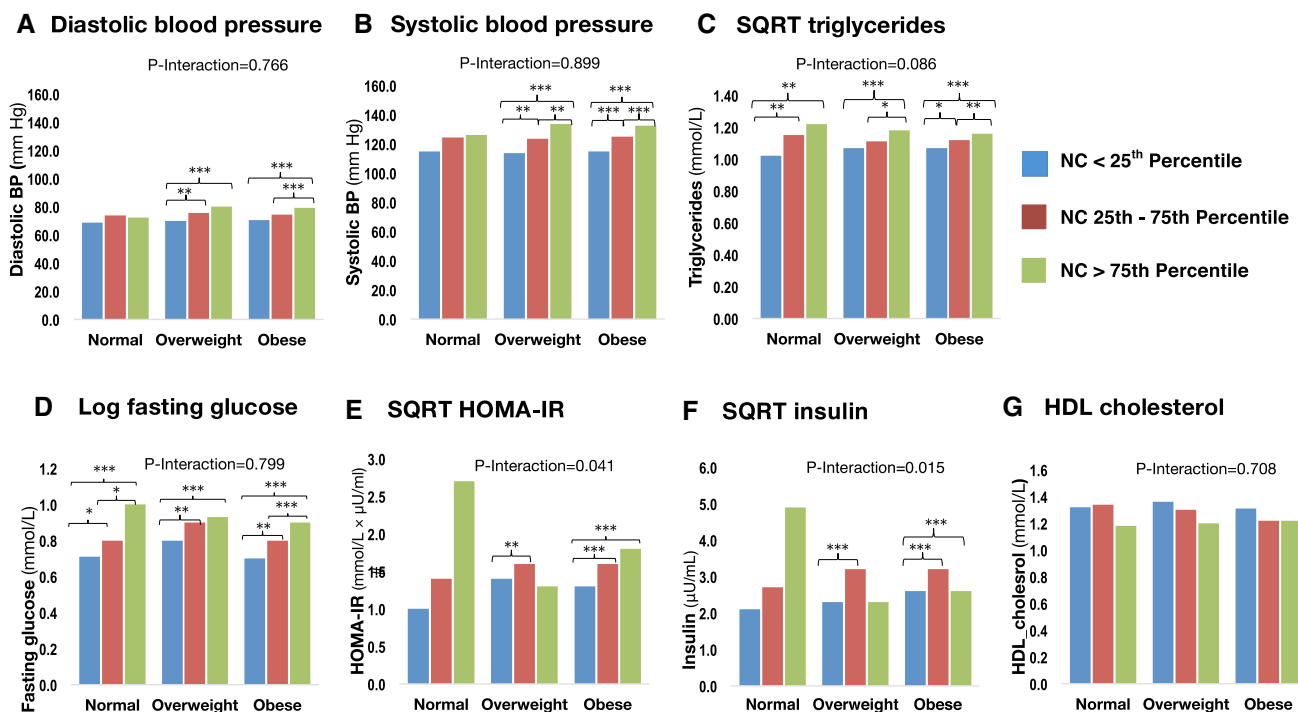 A Diastolic blood pressure
P-Interaction=0.766
Diastolic BP (mm Hg)
160.0
140.0
120.0
100.0
80.0
60.0
40.0
20.0
0.0
***
**
***
***
Normal Overweight Obese
B Systolic blood pressure
P-Interaction=0.899
Systolic BP (mm Hg)
160.0
140.0
120.0
100.0
80.0
60.0
40.0
20.0
0.0
***
** **
***
*** ***
Normal Overweight Obese
C SQRT triglycerides
P-Interaction=0.086
Triglycerides (mmol/L)
1.40
1.20
1.00
0.80
0.60
0.40
0.20
0.00
**
**
***
*
***
* **
Normal Overweight Obese
NC < 25th Percentile
NC 25th - 75th Percentile
NC > 75th Percentile
D Log fasting glucose
P-Interaction=0.799
Fasting glucose (mmol/L)
1.2
1.0
0.8
0.6
0.4
0.2
0.0
***
*
*
***
**
***
***
**
Normal Overweight Obese
E SQRT HOMA-IR
P-Interaction=0.041
HOMA-IR (mmol/L × µU/ml)
3.0
2.5
2.0
1.0
0.5
0.0
**
***
***
Normal Overweight Obese
F SQRT insulin
P-Interaction=0.015
Insulin (µU/mL)
6.0
5.0
4.0
3.0
2.0
1.0
0.0
***
***
***
Normal Overweight Obese
G HDL cholesterol
P-Interaction=0.708
HDL_cholesrol (mmol/L)
1.6
1.4
1.2
1.0
0.8
0.6
0.4
0.2
0.0
Normal Overweight Obese